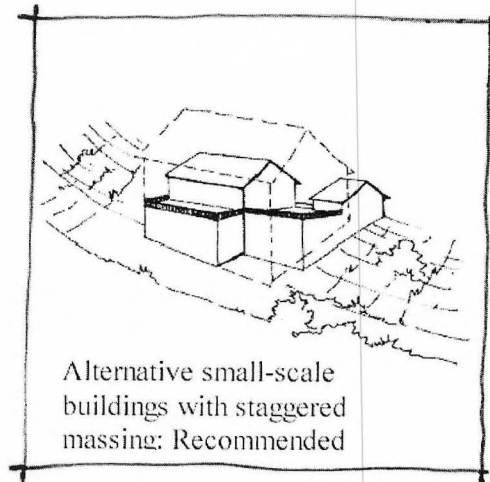 Alternative small-scale
buildings with staggered
massing: Recommended